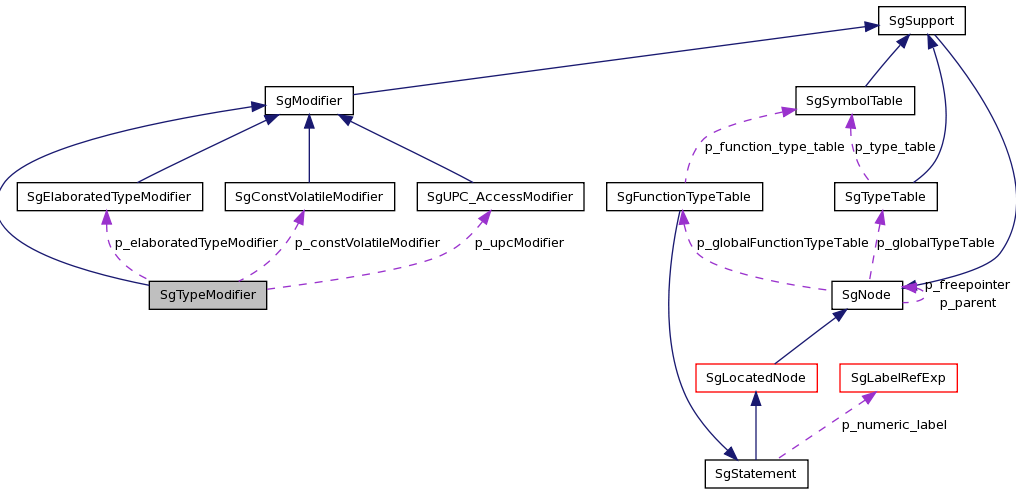 SgSupport
SgModifier
SgSymbolTable
p_function_type_table
p_type_table
SgElaboratedTypeModifier
SgConstVolatileModifier
SgUPC_AccessModifier
SgFunctionTypeTable
SgTypeTable
p_elaboratedTypeModifier
p_constVolatileModifier
p_upcModifier
p_globalFunctionTypeTable
p_globalTypeTable
SgTypeModifier
SgNode
p_freepointer
p_parent
SgLocatedNode
SgLabelRefExp
p_numeric_label
SgStatement